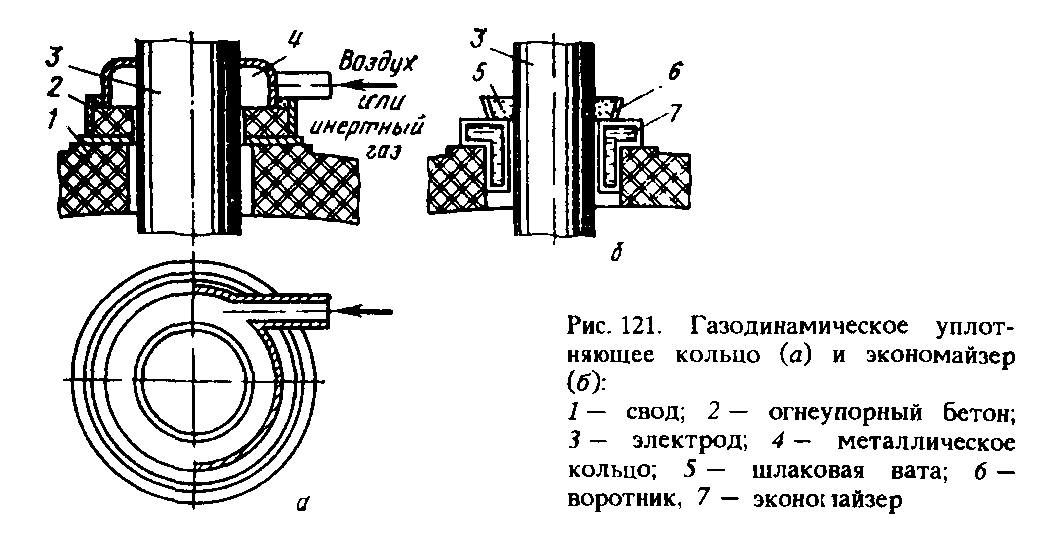 3
4
Воздух
2
или
1
инертный
газ
3
5
6
7
б
а
Рис. 121. Газодинамическое уплот-
няющее кольцо (а) и экономайзер
(б):
1 — свод; 2 — огнеупорный бетон;
3 — электрод; 4 — металлическое
кольцо; 5 — шлаковая вата; 6 —
воротник, 7 — экономайзер